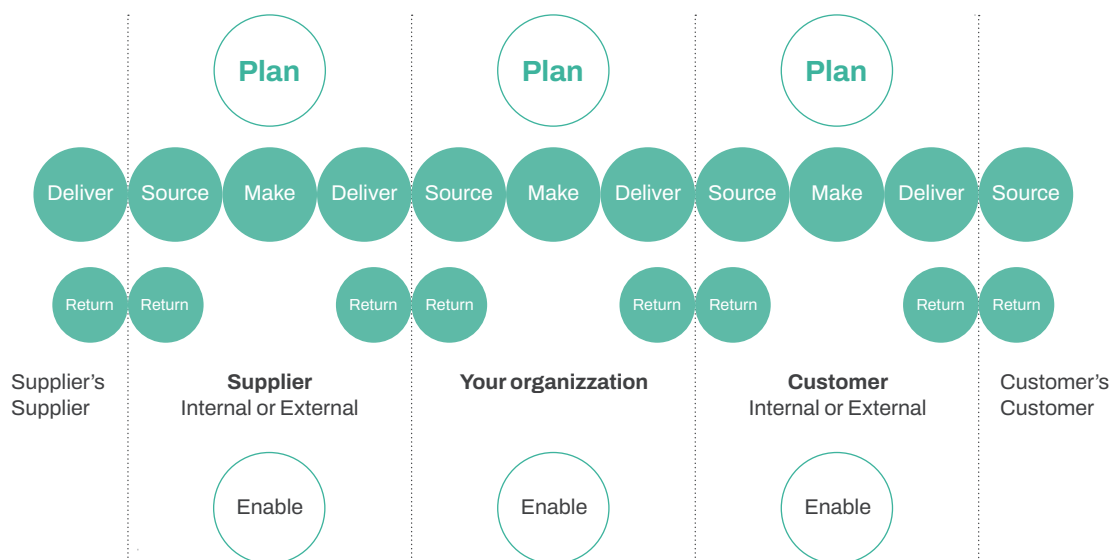 Plan Plan Plan
Deliver Source Make Deliver Source Make Deliver Source Make Deliver Source
Return Return Return Return Return Return Return Return
Supplier's Supplier Your organizzation Customer Customer's
Supplier Internal or External Internal or External Customer
Enable Enable Enable